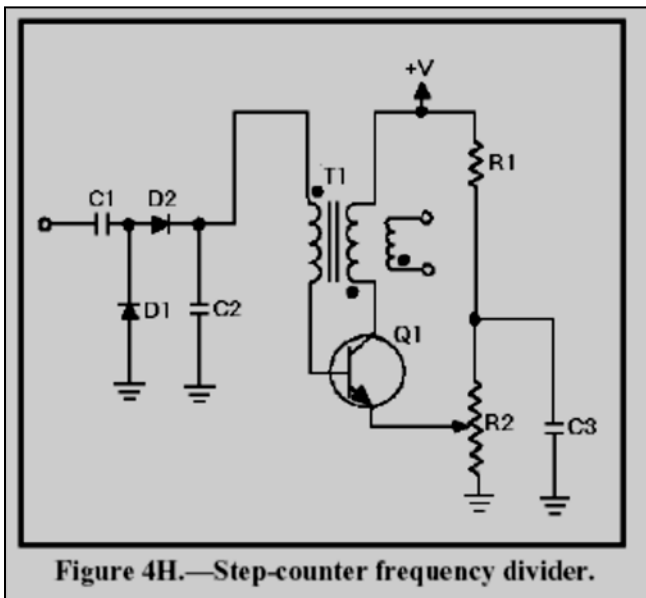 +V
R1
T1
C1
D2
D1
C2
Q1
R2
C3
Figure 4H.—Step-counter frequency divider.